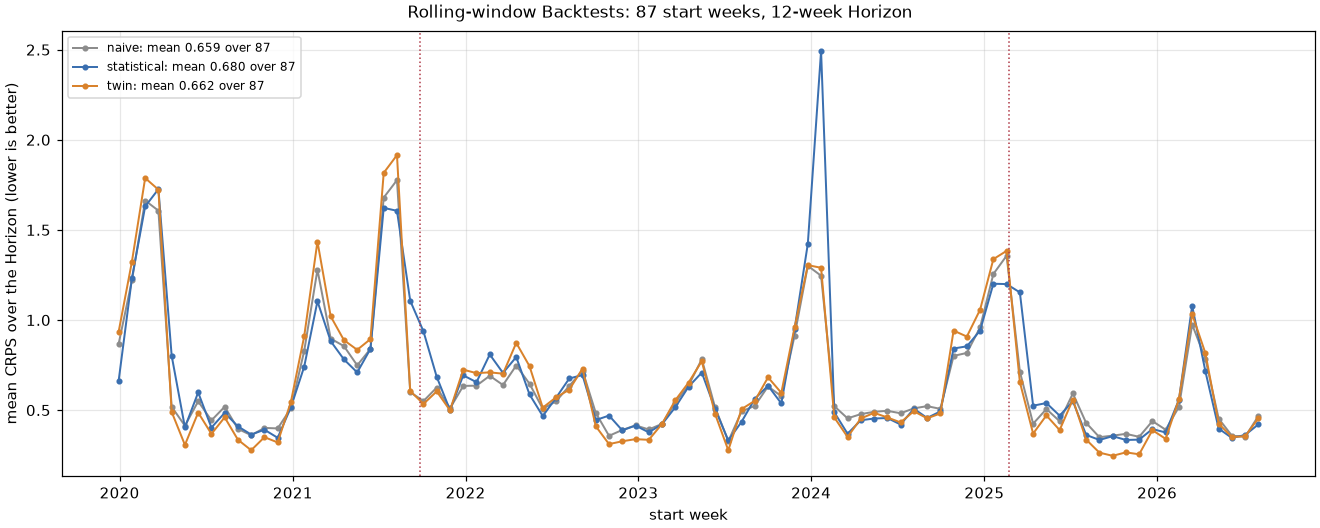 Rolling-window Backtests: 87 start weeks, 12-week Horizon
mean CRPS over the Horizon (lower is better)
2.5
2.0
1.5
1.0
0.5
naive: mean 0.659 over 87
statistical: mean 0.680 over 87
twin: mean 0.662 over 87
2020 2021 2022 2023 2024 2025 2026
start week